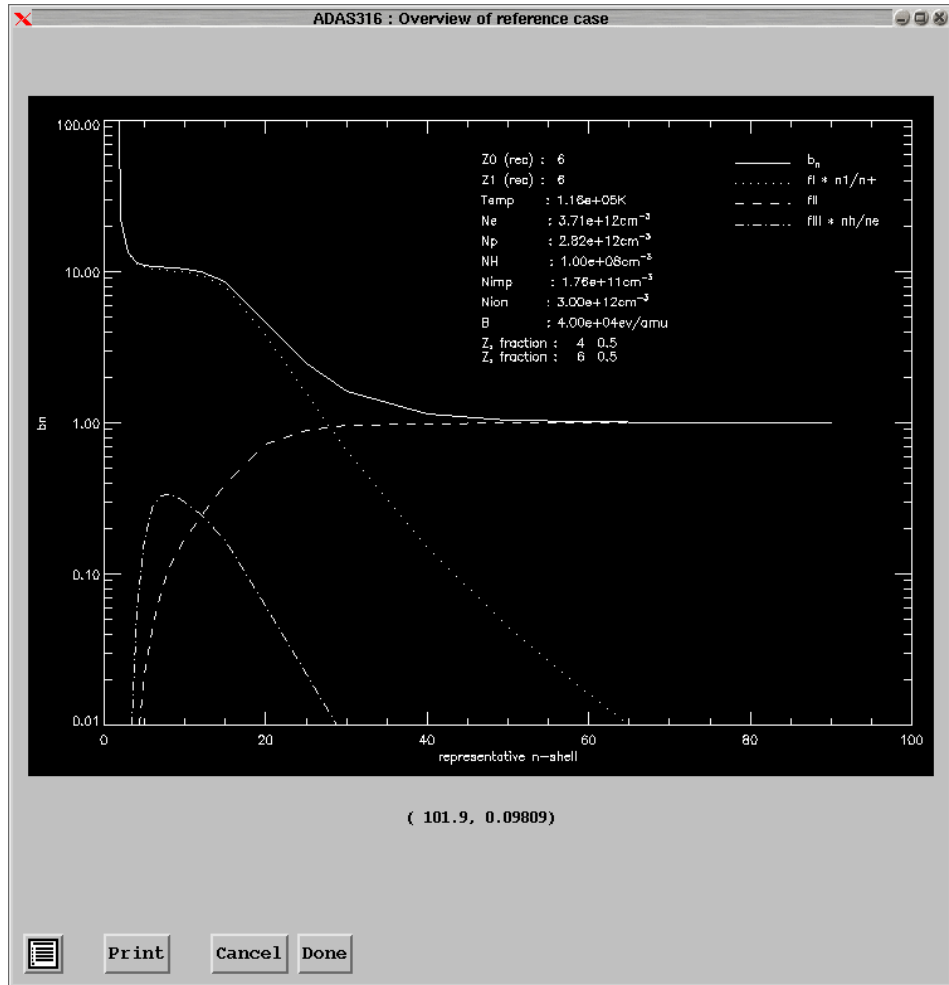 ADAS316 : Overview of reference case
100.00
10.00
1.00
0.10
0.01
bn
0
20
40
60
80
100
representative n-shell
Z0 (rec) : 6
Z1 (rec) : 6
Temp : 1.16e+05K
Ne : 3.71e+12cm⁻³
Np : 2.82e+12cm⁻³
NH : 1.00e+08cm⁻³
Nimp : 1.76e+11cm⁻³
Nion : 3.00e+12cm⁻³
B : 4.00e+04ev/amu
Z, fraction : 4 0.5
Z, fraction : 6 0.5
bₙ
fI * n1/n+
fII
fIII * nh/ne
( 101.9, 0.09809)
Print
Cancel
Done